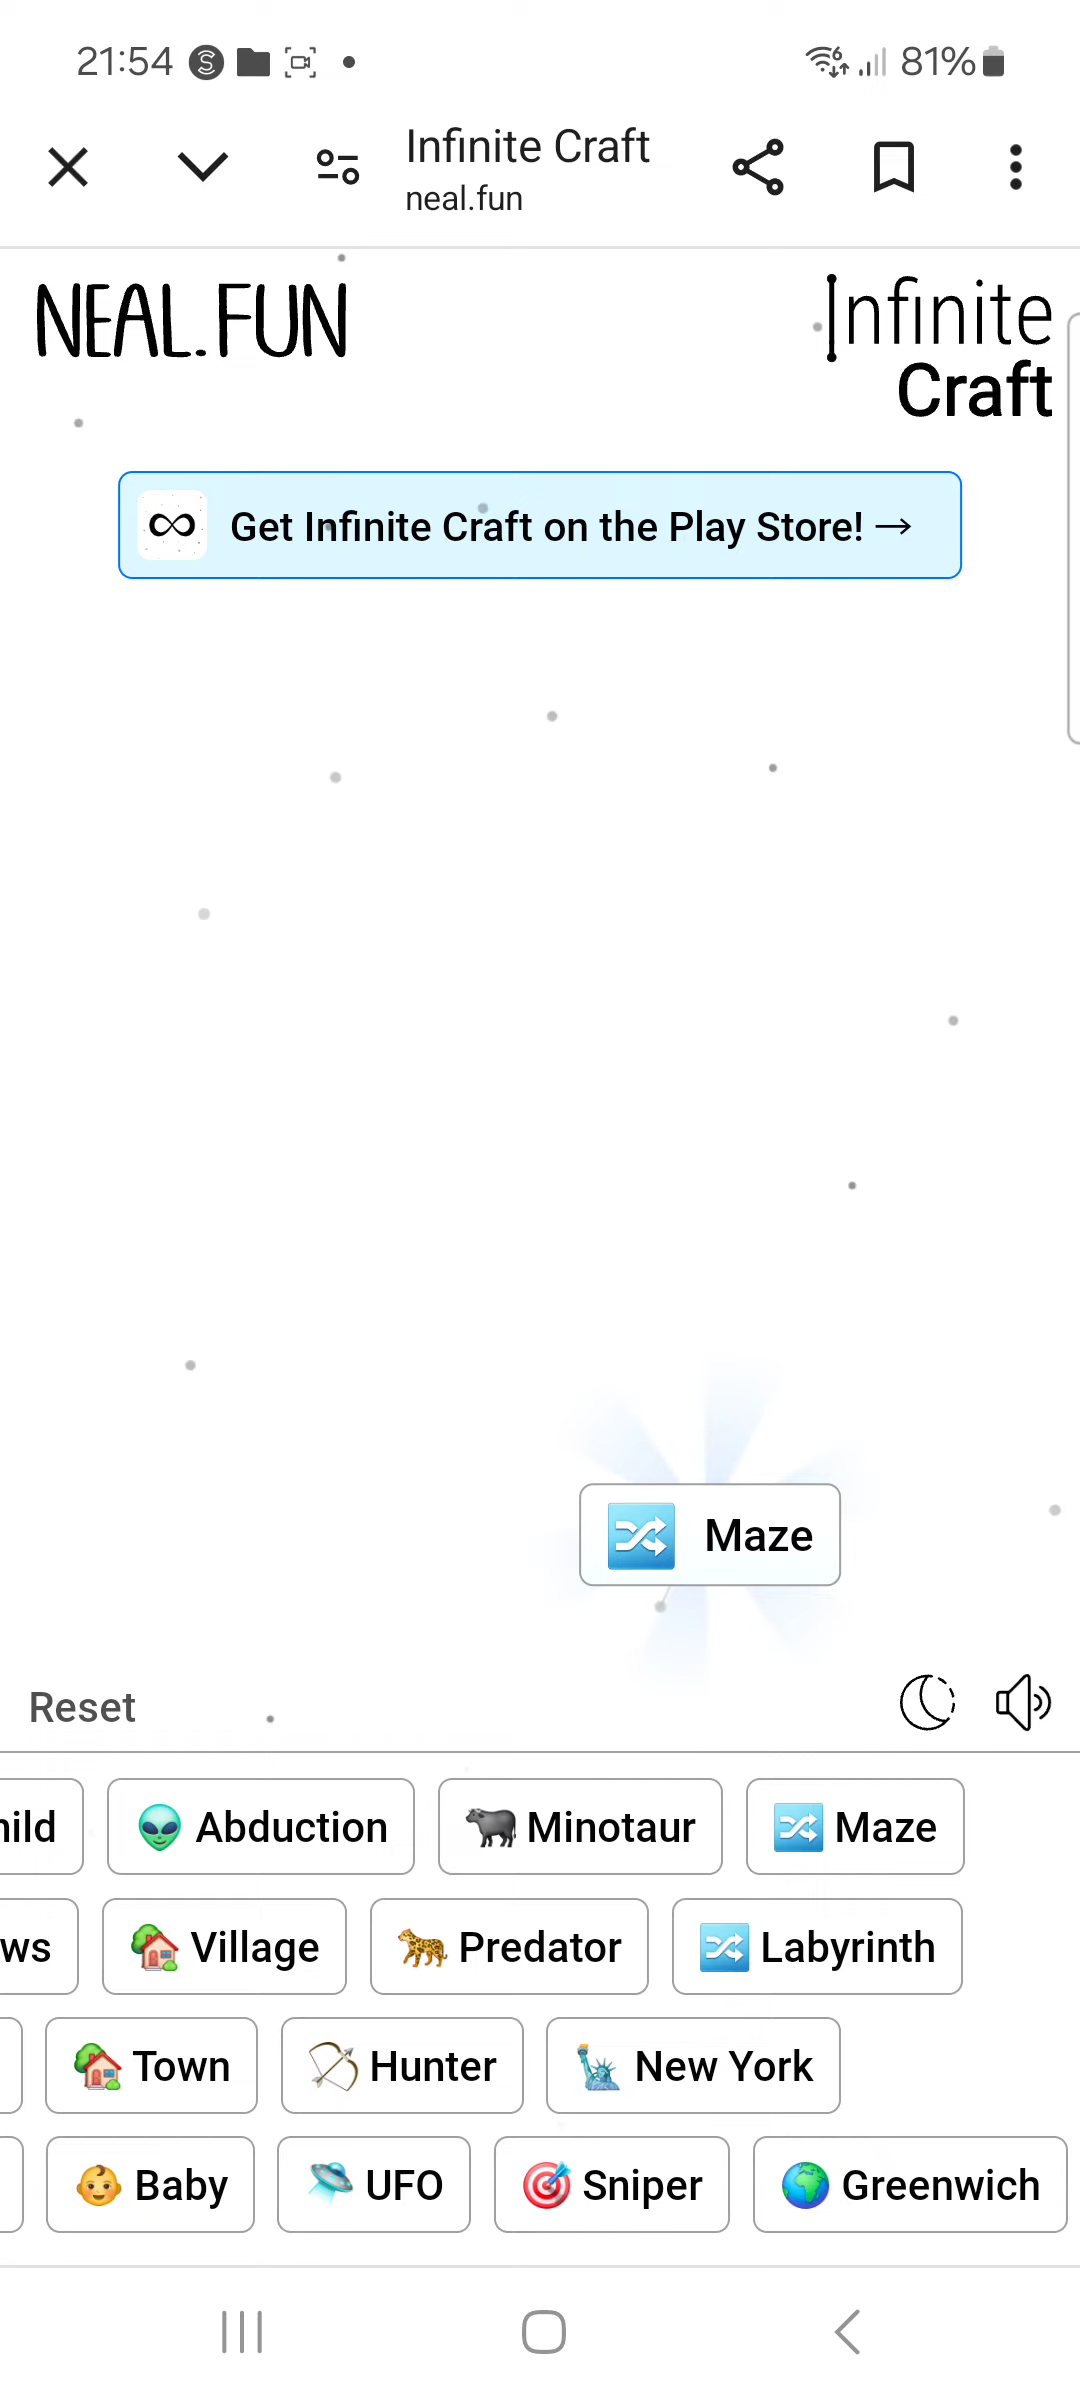 21:54
81%
Infinite Craft
neal.fun
NEAL.FUN
Infinite
Craft
Get Infinite Craft on the Play Store! →
Maze
Reset
hild Abduction Minotaur Maze
ws Village Predator Labyrinth
Town Hunter New York
Baby UFO Sniper Greenwich